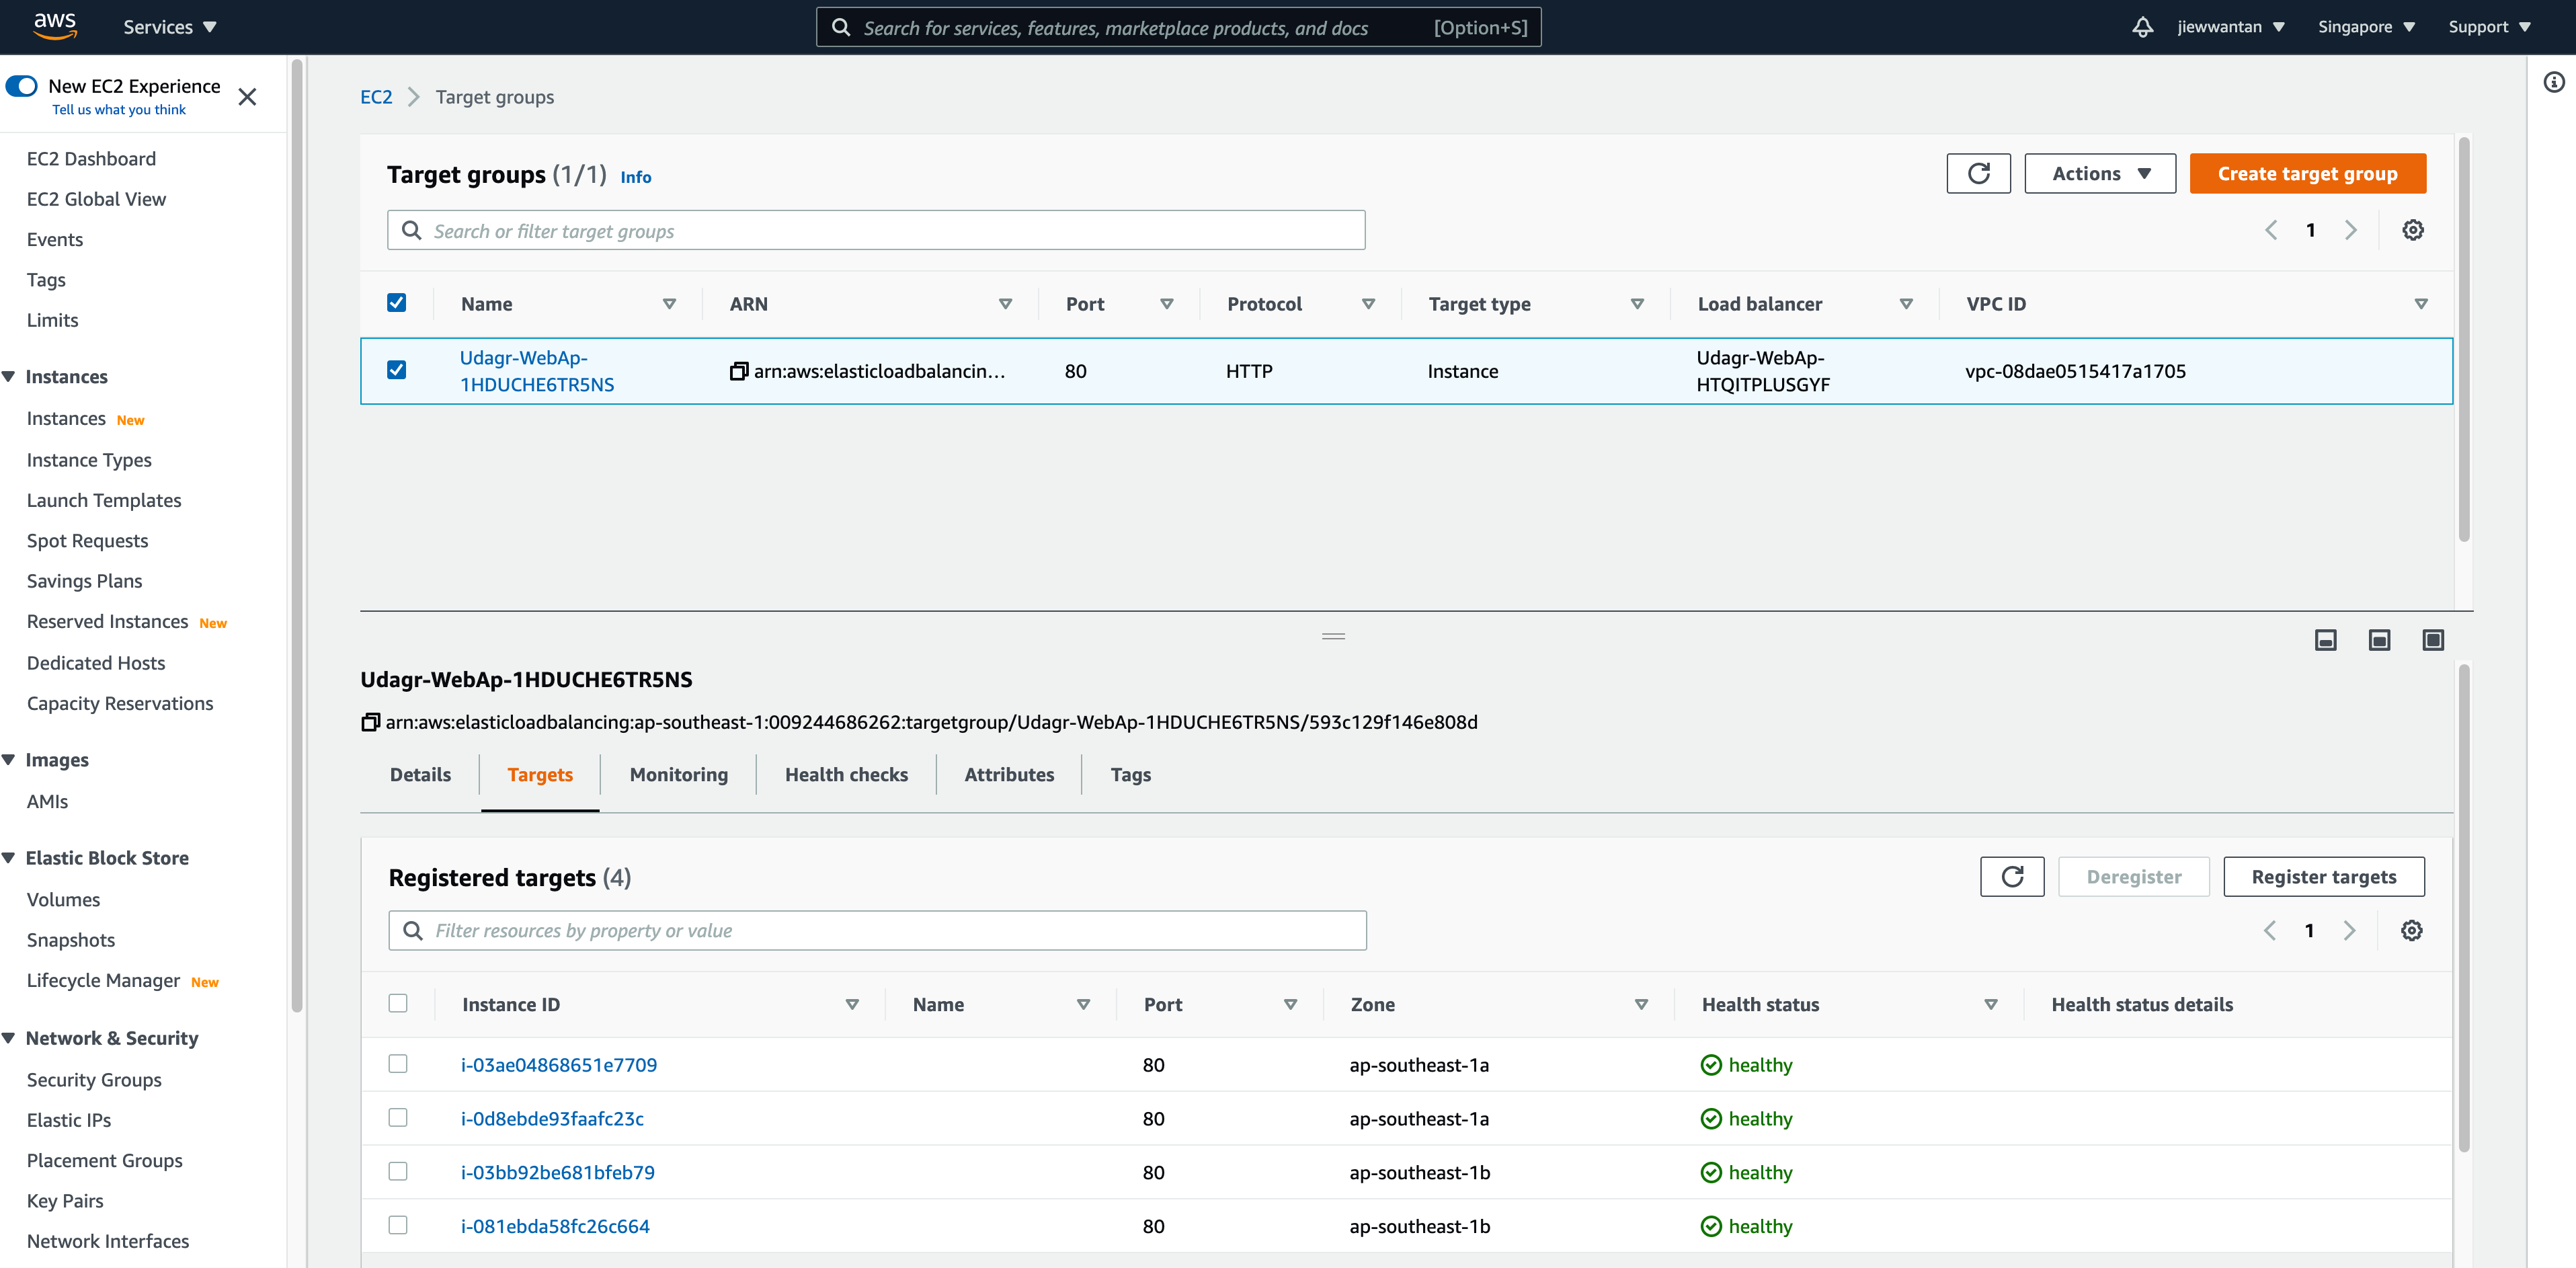 aws Services Search for services, features, marketplace products, and docs [Option+S] jiewwantan Singapore Support
New EC2 Experience
Tell us what you think
EC2 Dashboard
EC2 Global View
Events
Tags
Limits
Instances
Instances New
Instance Types
Launch Templates
Spot Requests
Savings Plans
Reserved Instances New
Dedicated Hosts
Capacity Reservations
Images
AMIs
Elastic Block Store
Volumes
Snapshots
Lifecycle Manager New
Network & Security
Security Groups
Elastic IPs
Placement Groups
Key Pairs
Network Interfaces
EC2 Target groups
Target groups (1/1) Info Actions Create target group
Search or filter target groups 1
Name ARN Port Protocol Target type Load balancer VPC ID
Udagr-WebAp-1HDUCHE6TR5NS arn:aws:elasticloadbalancin... 80 HTTP Instance Udagr-WebAp-HTQITPLUSGYF vpc-08dae0515417a1705
Udagr-WebAp-1HDUCHE6TR5NS
arn:aws:elasticloadbalancing:ap-southeast-1:009244686262:targetgroup/Udagr-WebAp-1HDUCHE6TR5NS/593c129f146e808d
Details Targets Monitoring Health checks Attributes Tags
Registered targets (4) Deregister Register targets
Filter resources by property or value 1
Instance ID Name Port Zone Health status Health status details
i-03ae04868651e7709 80 ap-southeast-1a healthy
i-0d8ebde93faafc23c 80 ap-southeast-1a healthy
i-03bb92be681bfeb79 80 ap-southeast-1b healthy
i-081ebda58fc26c664 80 ap-southeast-1b healthy